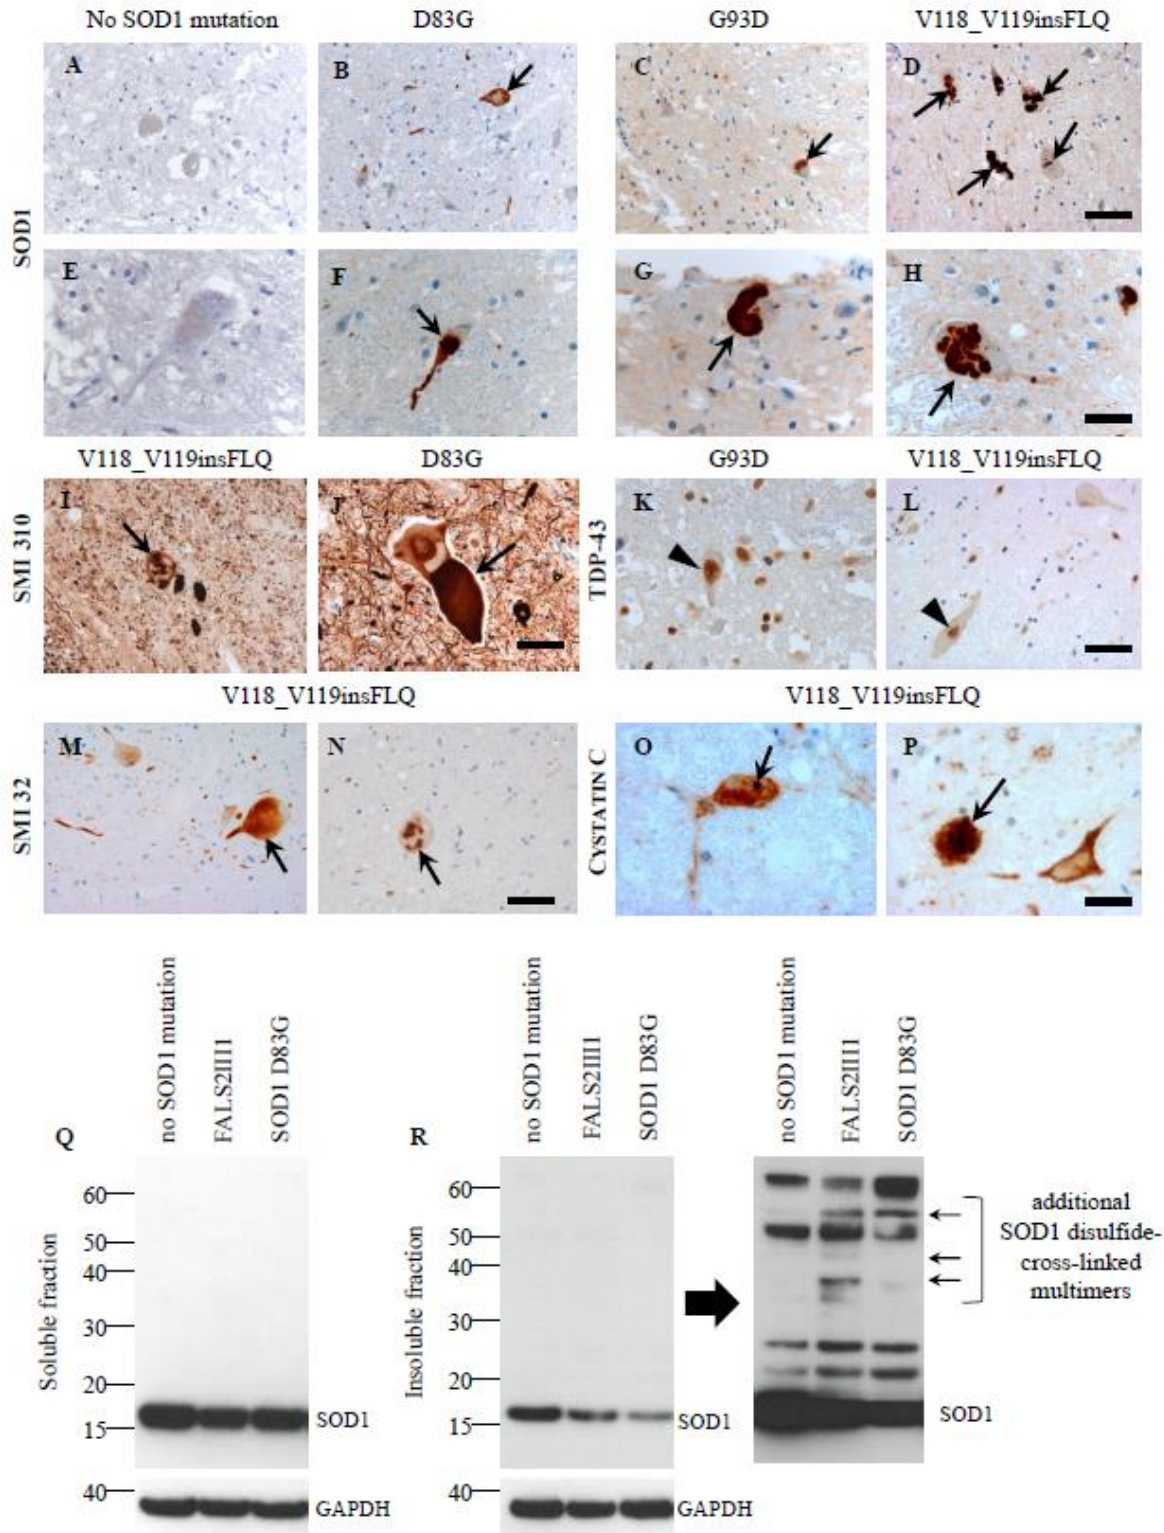 No SOD1 mutation D83G G93D V118_V119insFLQ
A B C D
SOD1
E F G H
V118_V119insFLQ D83G G93D V118_V119insFLQ
I J K L
SMI 310 TDP-43
V118_V119insFLQ V118_V119insFLQ
M N O P
SMI 32 CYSTATIN C
no SOD1 mutation
FALS2III1
SOD1 D83G
no SOD1 mutation
FALS2III1
SOD1 D83G
no SOD1 mutation
FALS2III1
SOD1 D83G
Q
Soluble fraction
60
50
40
30
20
15
SOD1
40
GAPDH
R
Insoluble fraction
60
50
40
30
20
15
SOD1
40
GAPDH
additional
SOD1 disulfide-
cross-linked
multimers
SOD1